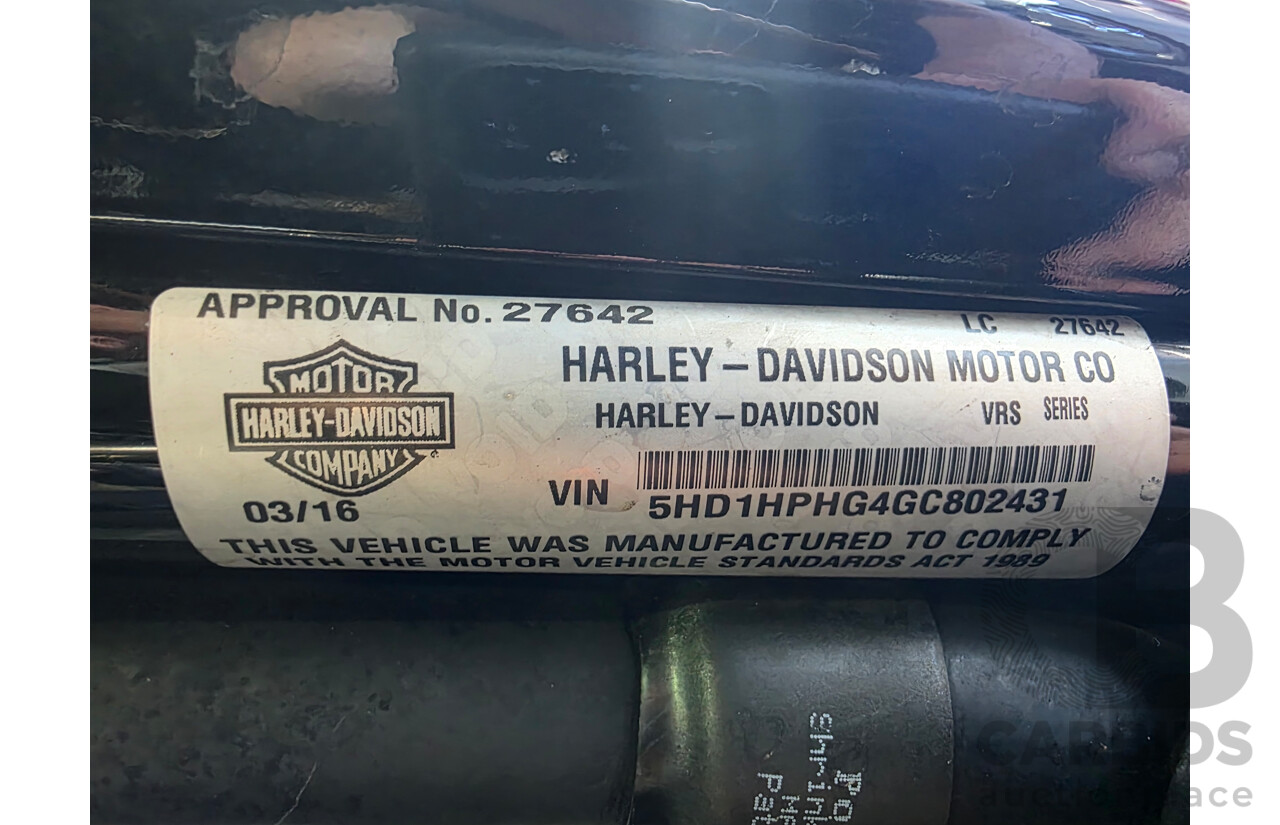 APPROVAL No. 27642
LC 27642
MOTOR
HARLEY-DAVIDSON
COMPANY
HARLEY – DAVIDSON MOTOR CO
HARLEY – DAVIDSON VRS SERIES
VIN 5HD1HPHG4GC802431
03/16
THIS VEHICLE WAS MANUFACTURED TO COMPLY
WITH THE MOTOR VEHICLE STANDARDS ACT 1989
Shrink